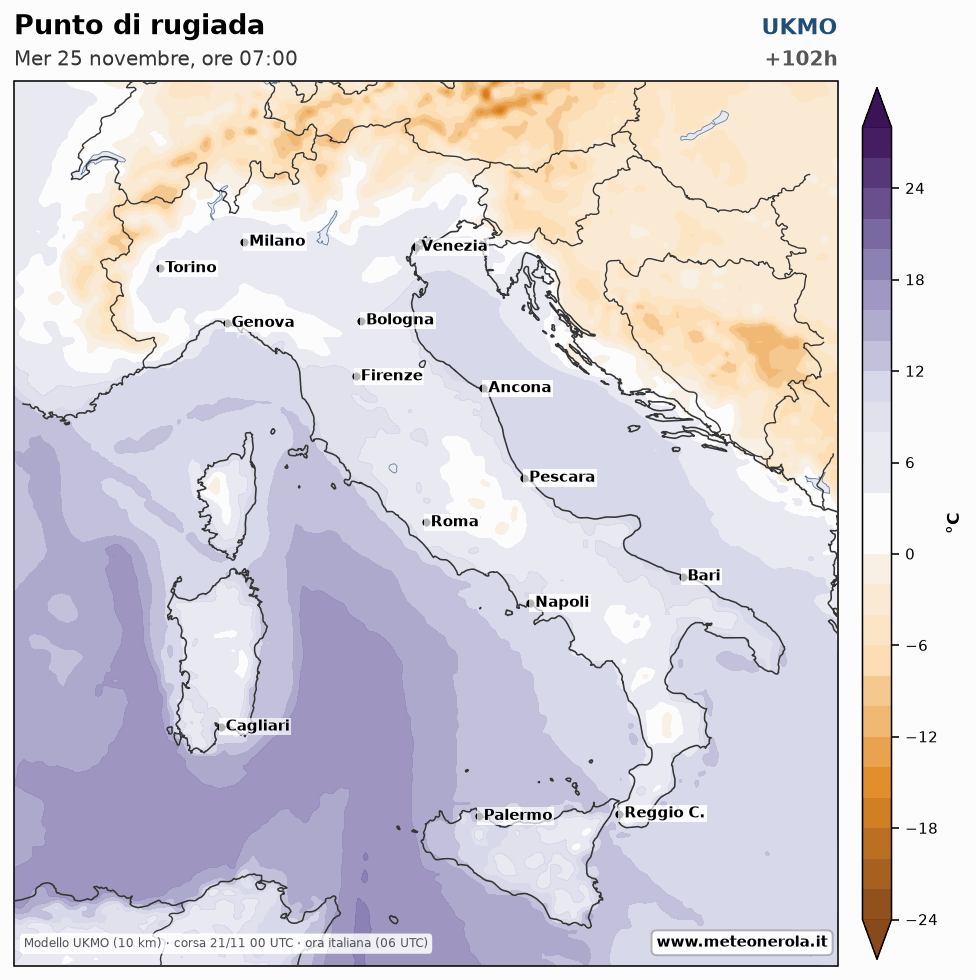 Punto di rugiada
UKMO
Mer 25 novembre, ore 07:00
+102h
24
18
12
6
0
−6
−12
−18
−24
°C
Milano
Venezia
Torino
Genova
Bologna
Firenze
Ancona
Pescara
Roma
Bari
Napoli
Cagliari
Palermo
Reggio C.
Modello UKMO (10 km) · corsa 21/11 00 UTC · ora italiana (06 UTC)
www.meteonerola.it